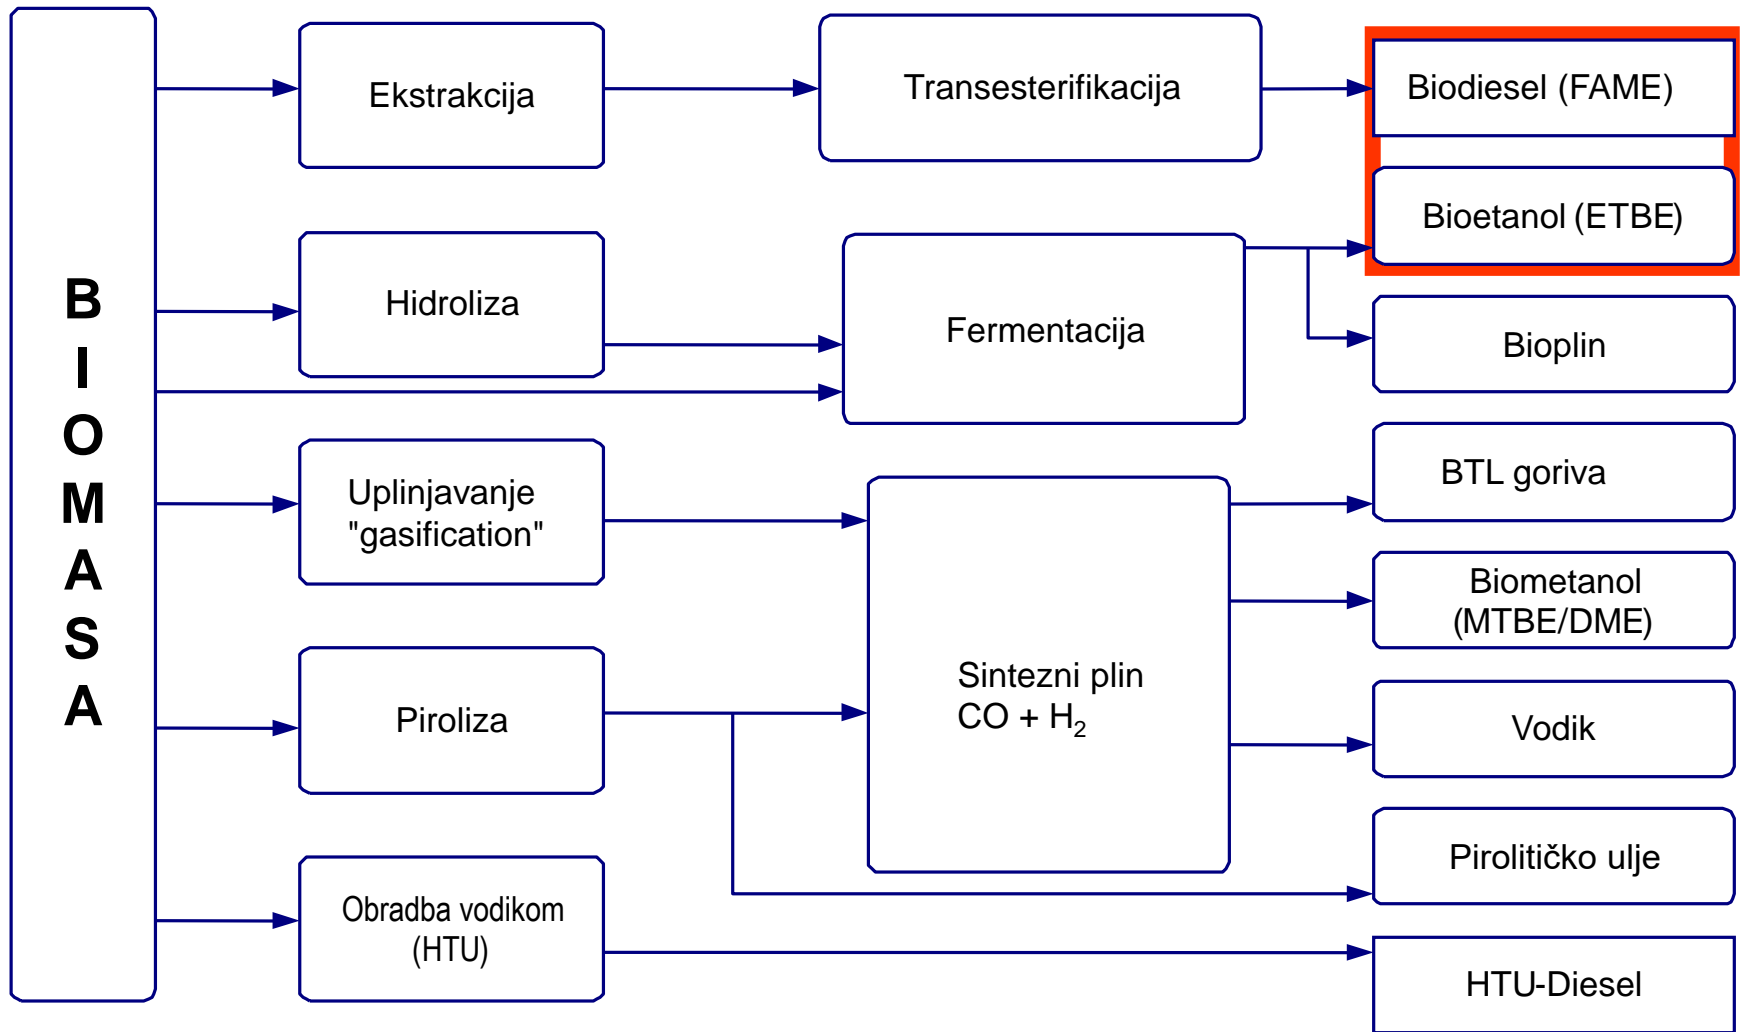 BIOMASA
Ekstrakcija
Transesterifikacija
Biodiesel (FAME)
Bioetanol (ETBE)
Hidroliza
Fermentacija
Bioplin
Uplinjavanje
"gasification"
BTL goriva
Biometanol
(MTBE/DME)
Sintezni plin
CO + H₂
Piroliza
Vodik
Pirolitičko ulje
Obradba vodikom
(HTU)
HTU-Diesel